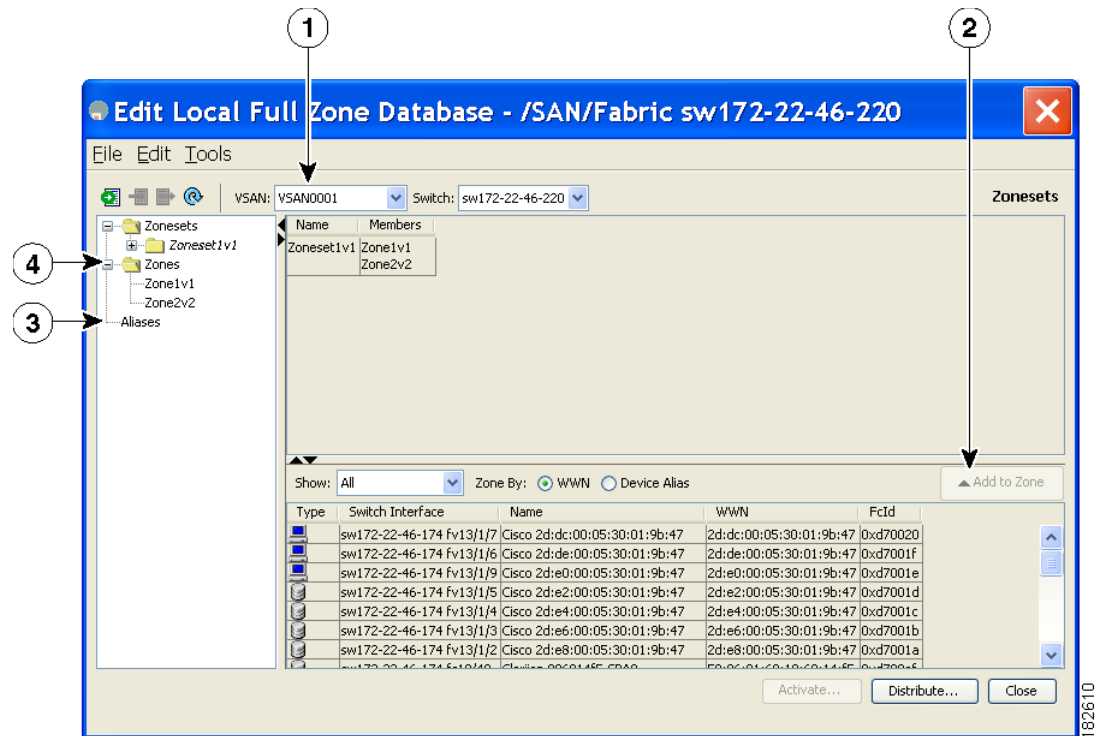 1
2
Edit Local Full Zone Database - /SAN/Fabric sw172-22-46-220
File Edit Tools
VSAN: VSAN0001 Switch: sw172-22-46-220 Zonesets
Zonesets
Zoneset1v1
4
Zones
Zone1v1
Zone2v2
3
Aliases
Name Members
Zoneset1v1 Zone1v1
Zone2v2
Show: All Zone By: WWN Device Alias Add to Zone
Type Switch Interface Name WWN FcId
sw172-22-46-174 fv13/1/7 Cisco 2d:dc:00:05:30:01:9b:47 2d:dc:00:05:30:01:9b:47 0xd70020
sw172-22-46-174 fv13/1/6 Cisco 2d:de:00:05:30:01:9b:47 2d:de:00:05:30:01:9b:47 0xd7001f
sw172-22-46-174 fv13/1/9 Cisco 2d:e0:00:05:30:01:9b:47 2d:e0:00:05:30:01:9b:47 0xd7001e
sw172-22-46-174 fv13/1/5 Cisco 2d:e2:00:05:30:01:9b:47 2d:e2:00:05:30:01:9b:47 0xd7001d
sw172-22-46-174 fv13/1/4 Cisco 2d:e4:00:05:30:01:9b:47 2d:e4:00:05:30:01:9b:47 0xd7001c
sw172-22-46-174 fv13/1/3 Cisco 2d:e6:00:05:30:01:9b:47 2d:e6:00:05:30:01:9b:47 0xd7001b
sw172-22-46-174 fv13/1/2 Cisco 2d:e8:00:05:30:01:9b:47 2d:e8:00:05:30:01:9b:47 0xd7001a
Activate... Distribute... Close
182610